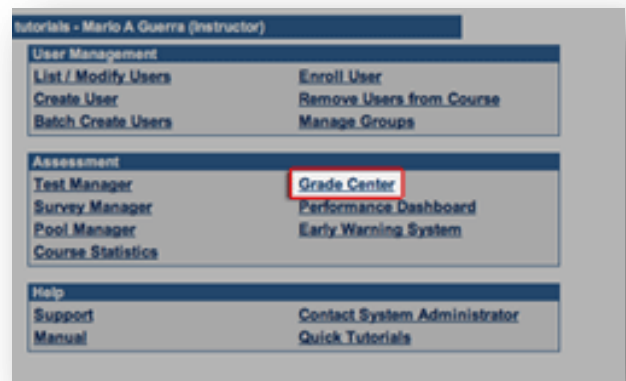 tutorials - Mario A Guerra (Instructor)
User Management
List / Modify Users Enroll User
Create User Remove Users from Course
Batch Create Users Manage Groups
Assessment
Test Manager Grade Center
Survey Manager Performance Dashboard
Pool Manager Early Warning System
Course Statistics
Help
Support Contact System Administrator
Manual Quick Tutorials